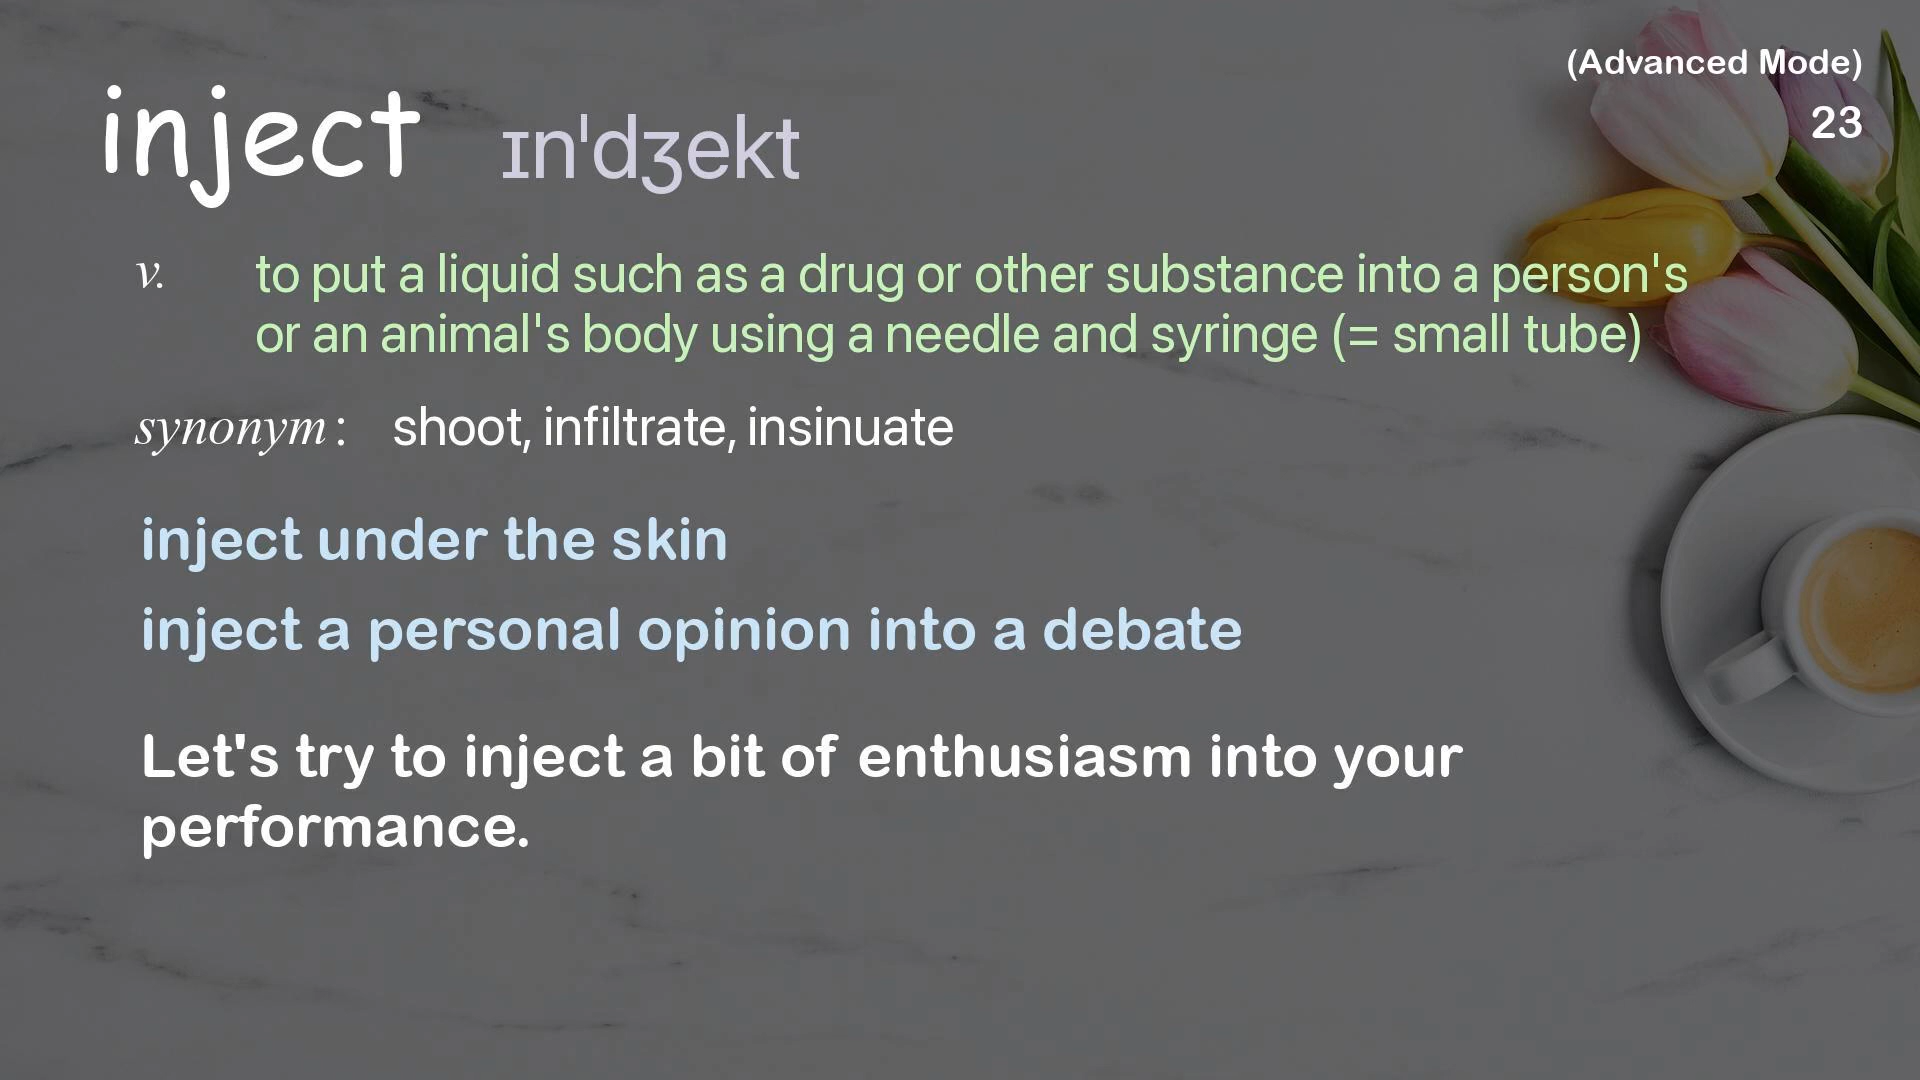 (Advanced Mode)
23
inject ɪn'dʒekt
v. to put a liquid such as a drug or other substance into a person's
or an animal's body using a needle and syringe (= small tube)
synonym: shoot, infiltrate, insinuate
inject under the skin
inject a personal opinion into a debate
Let's try to inject a bit of enthusiasm into your
performance.